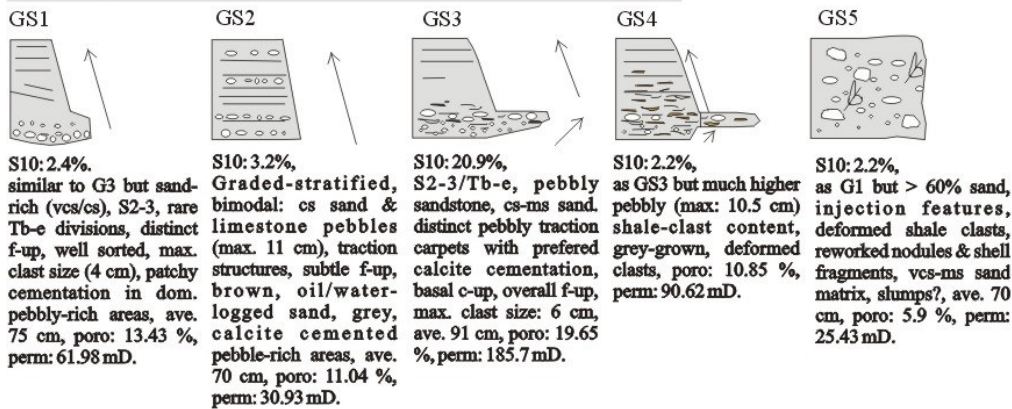 GS1
GS2
GS3
GS4
GS5
S10: 2.4%.
similar to G3 but sand-
rich (vcs/cs), S2-3, rare
Tb-e divisions, distinct
f-up, well sorted, max.
clast size (4 cm), patchy
cementation in dom.
pebbly-rich areas, ave.
75 cm, poro: 13.43 %,
perm: 61.98 mD.
S10: 3.2%,
Graded-stratified,
bimodal: cs sand &
limestone pebbles
(max. 11 cm), traction
structures, subtle f-up,
brown, oil/water-
logged sand, grey,
calcite cemented
pebble-rich areas, ave.
70 cm, poro: 11.04 %,
perm: 30.93 mD.
S10: 20.9%,
S2-3/Tb-e, pebbly
sandstone, cs-ms sand.
distinct pebbly traction
carpets with prefered
calcite cementation,
basal c-up, overall f-up,
max. clast size: 6 cm,
ave. 91 cm, poro: 19.65
%, perm: 185.7 mD.
S10: 2.2%,
as GS3 but much higher
pebbly (max: 10.5 cm)
shale-clast content,
grey-grown, deformed
clasts, poro: 10.85 %,
perm: 90.62 mD.
S10: 2.2%,
as G1 but > 60% sand,
injection features,
deformed shale clasts,
reworked nodules & shell
fragments, vcs-ms sand
matrix, slumps?, ave. 70
cm, poro: 5.9 %, perm:
25.43 mD.